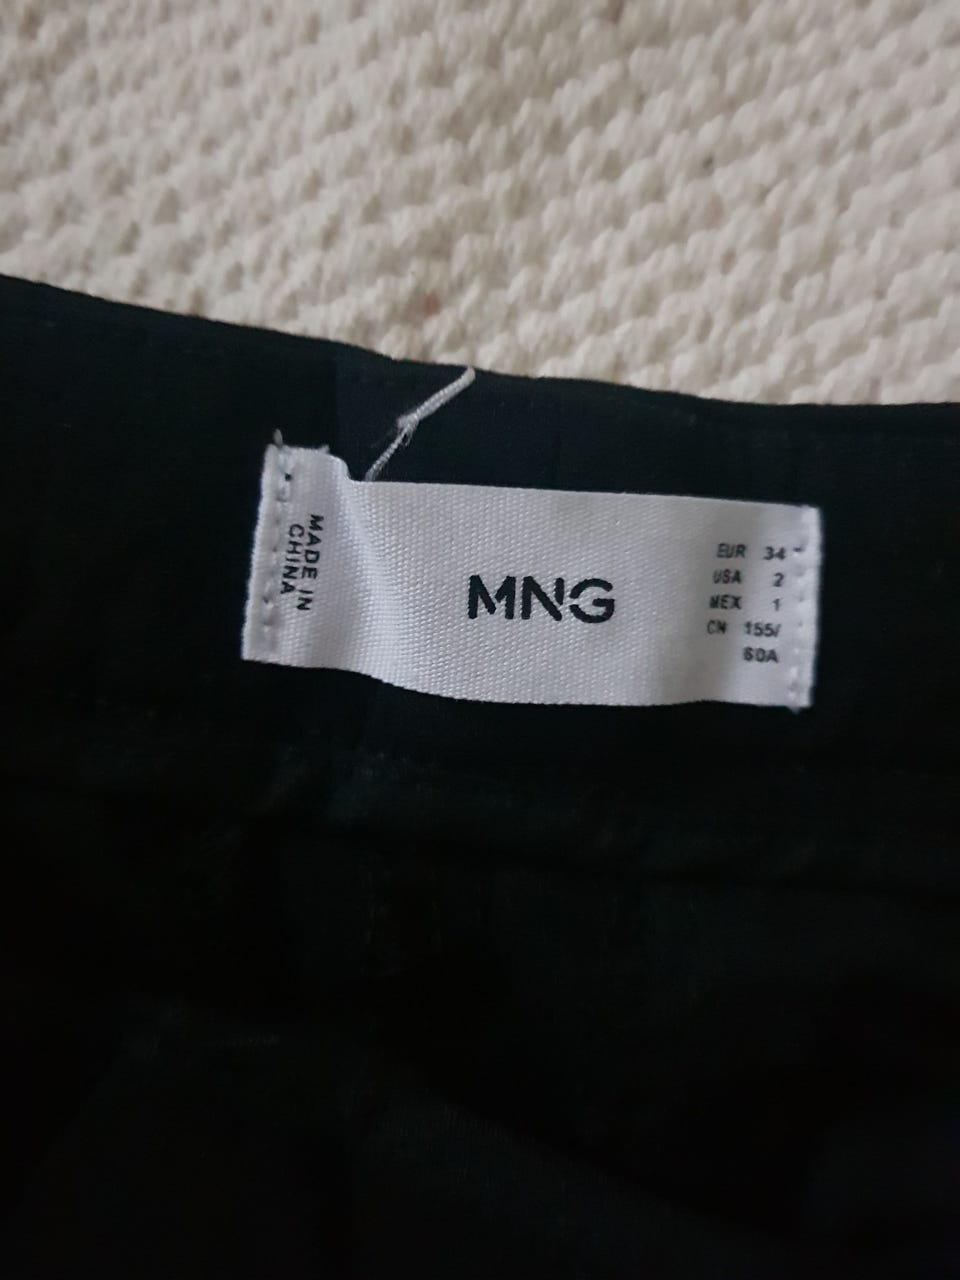 MADE IN
CHINA
MNG
EUR 34
USA 2
MEX 1
CN 155/
60A